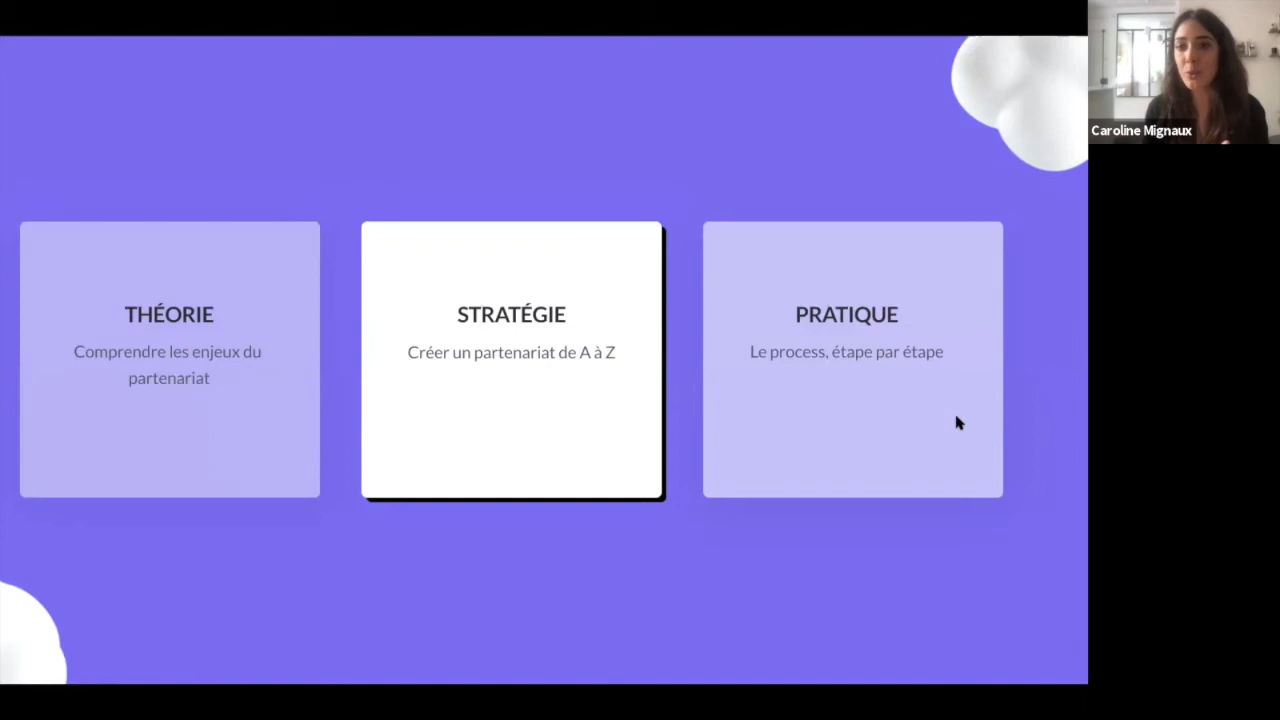 Caroline Mignaux
THÉORIE
Comprendre les enjeux du
partenariat
STRATÉGIE
Créer un partenariat de A à Z
PRATIQUE
Le process, étape par étape